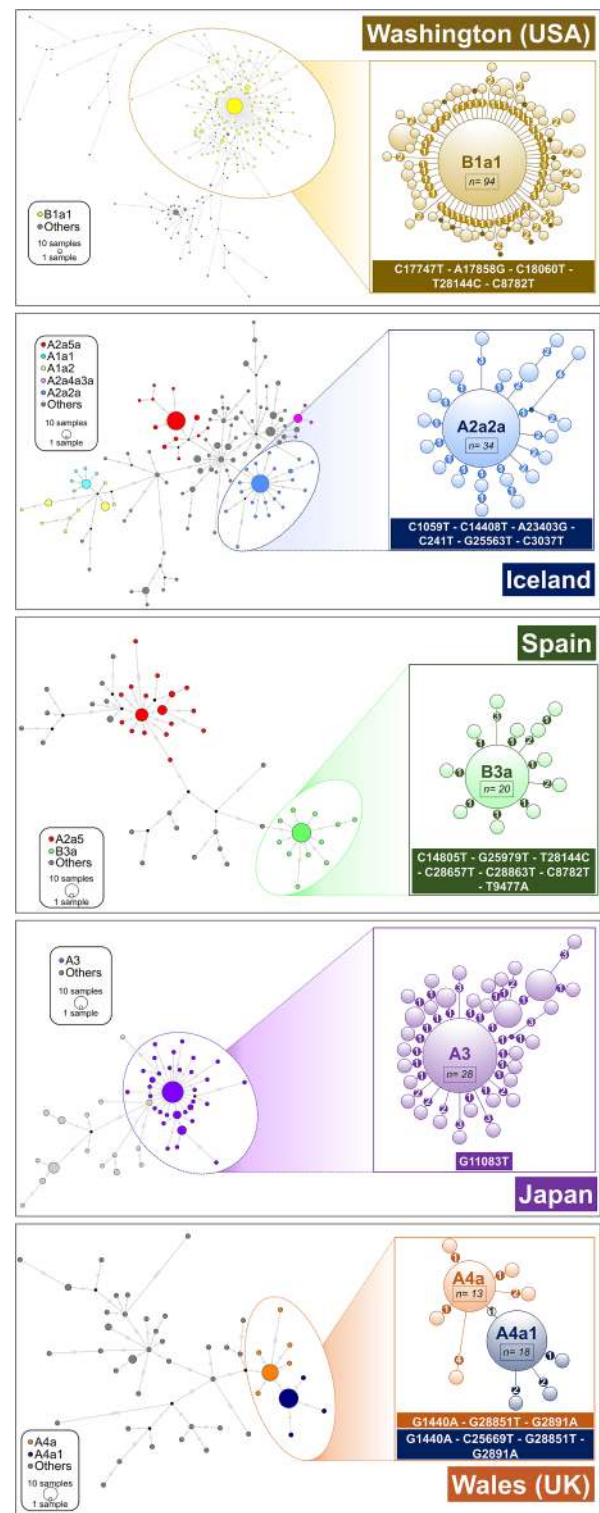 Washington (USA)
B1a1
n= 94
B1a1
Others
10 samples
1 sample
C17747T - A17858G - C18060T -
T28144C - C8782T
A2a5a
A1a1
A1a2
A2a4a3a
A2a2a
Others
10 samples
1 sample
A2a2a
n= 34
C1059T - C14408T - A23403G -
C241T - G25563T - C3037T
Iceland
Spain
B3a
n= 20
A2a5
B3a
Others
10 samples
1 sample
C14805T - G25979T - T28144C
- C28657T - C28863T - C8782T
- T9477A
A3
Others
10 samples
1 sample
A3
n= 28
G11083T
Japan
A4a
n= 13
A4a1
n= 18
A4a
A4a1
Others
10 samples
1 sample
G1440A - G28851T - G2891A
G1440A - C25669T - G28851T -
G2891A
Wales (UK)